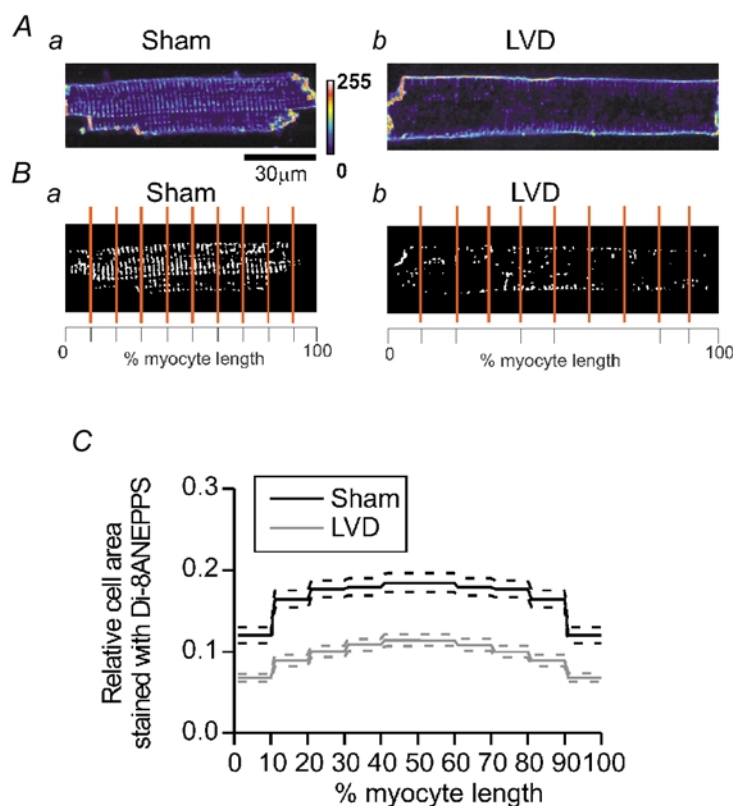 A
a Sham
b LVD
255
0
30μm
B
a Sham
b LVD
0 100
% myocyte length
0 100
% myocyte length
C
Relative cell area
stained with Di-8ANEPPS
0.3
0.2
0.1
0.0
Sham
LVD
0 10 20 30 40 50 60 70 80 90 100
% myocyte length